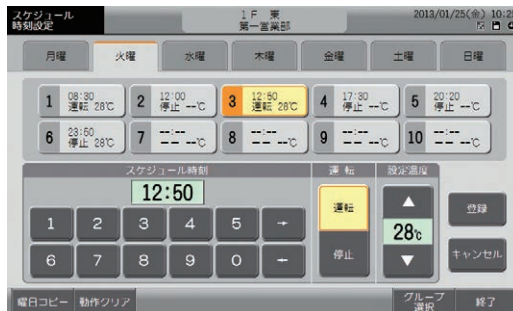 スケジュール
時刻設定
1F 東
第一営業部
2013/01/25(金) 10:25
月曜 火曜 水曜 木曜 金曜 土曜 日曜
1 08:30 運転 28℃
2 12:00 停止 --℃
3 12:50 運転 28℃
4 17:30 停止 --℃
5 20:20 停止 --℃
6 23:50 停止 28℃
7 --:-- -- --℃
8 --:-- -- --℃
9 --:-- -- --℃
10 --:-- -- --℃
スケジュール時刻
12:50
1 2 3 4 5 →
6 7 8 9 0 ←
運転
運転
停止
設定温度
▲
28℃
▼
登録
キャンセル
曜日コピー 動作クリア グループ選択 終了